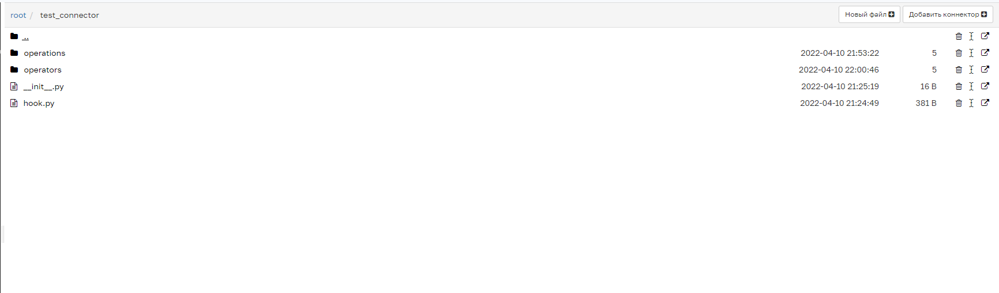 root / test_connector Новый файл Добавить коннектор
..
operations 2022-04-10 21:53:22 5
operators 2022-04-10 22:00:46 5
__init__.py 2022-04-10 21:25:19 16 B
hook.py 2022-04-10 21:24:49 381 B